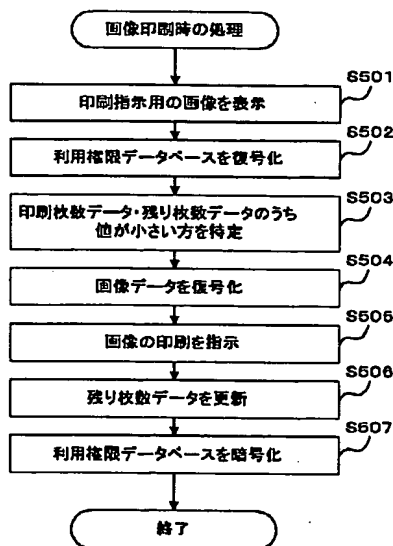 画像印刷時の処理
S501
印刷指示用の画像を表示
S502
利用権限データベースを復号化
S503
印刷枚数データ・残り枚数データのうち
値が小さい方を特定
S504
画像データを復号化
S505
画像の印刷を指示
S506
残り枚数データを更新
S507
利用権限データベースを暗号化
終了